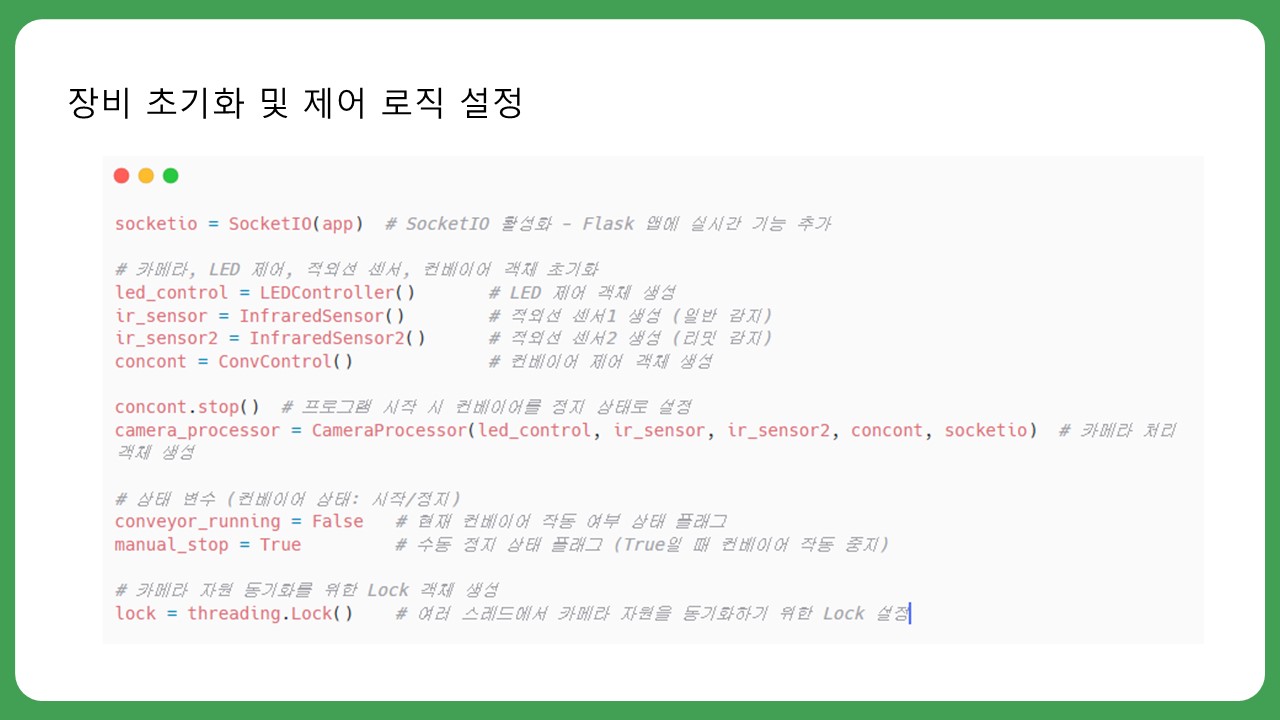 장비 초기화 및 제어 로직 설정
socketio = SocketIO(app)  # SocketIO 활성화 - Flask 앱에 실시간 기능 추가
# 카메라, LED 제어, 적외선 센서, 컨베이어 객체 초기화
led_control = LEDController()       # LED 제어 객체 생성
ir_sensor = InfraredSensor()        # 적외선 센서1 생성 (일반 감지)
ir_sensor2 = InfraredSensor2()      # 적외선 센서2 생성 (리밋 감지)
concont = ConvControl()             # 컨베이어 제어 객체 생성
concont.stop()  # 프로그램 시작 시 컨베이어를 정지 상태로 설정
camera_processor = CameraProcessor(led_control, ir_sensor, ir_sensor2, concont, socketio)  # 카메라 처리
객체 생성
# 상태 변수 (컨베이어 상태: 시작/정지)
conveyor_running = False   # 현재 컨베이어 작동 여부 상태 플래그
manual_stop = True         # 수동 정지 상태 플래그 (True일 때 컨베이어 작동 중지)
# 카메라 자원 동기화를 위한 Lock 객체 생성
lock = threading.Lock()    # 여러 스레드에서 카메라 자원을 동기화하기 위한 Lock 설정